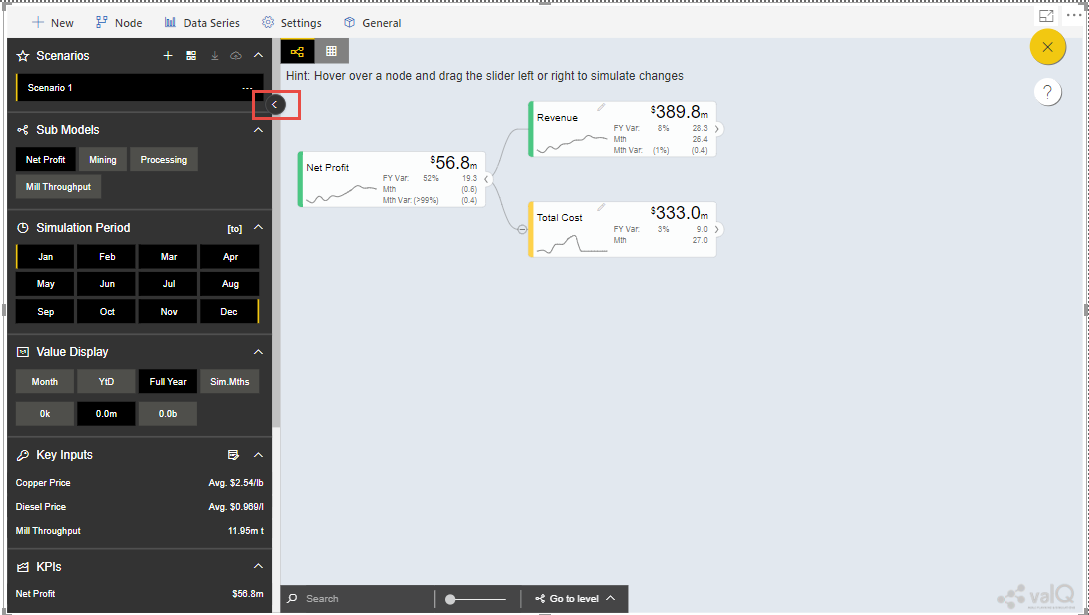 New Node Data Series Settings General
Scenarios
Scenario 1
Sub Models
Net Profit Mining Processing
Mill Throughput
Simulation Period [to]
Jan Feb Mar Apr
May Jun Jul Aug
Sep Oct Nov Dec
Value Display
Month YtD Full Year Sim.Mths
0k 0.0m 0.0b
Key Inputs
Copper Price Avg. $2.54/lb
Diesel Price Avg. $0.969/l
Mill Throughput 11.95m t
KPIs
Net Profit $56.8m
Hint: Hover over a node and drag the slider left or right to simulate changes
Net Profit $56.8m
FY Var: 52% 19.3
Mth (0.6)
Mth Var: (>99%) (0.4)
Revenue $389.8m
FY Var: 8% 28.3
Mth 26.4
Mth Var: (1%) (0.4)
Total Cost $333.0m
FY Var: 3% 9.0
Mth 27.0
?
Search Go to level
valQ